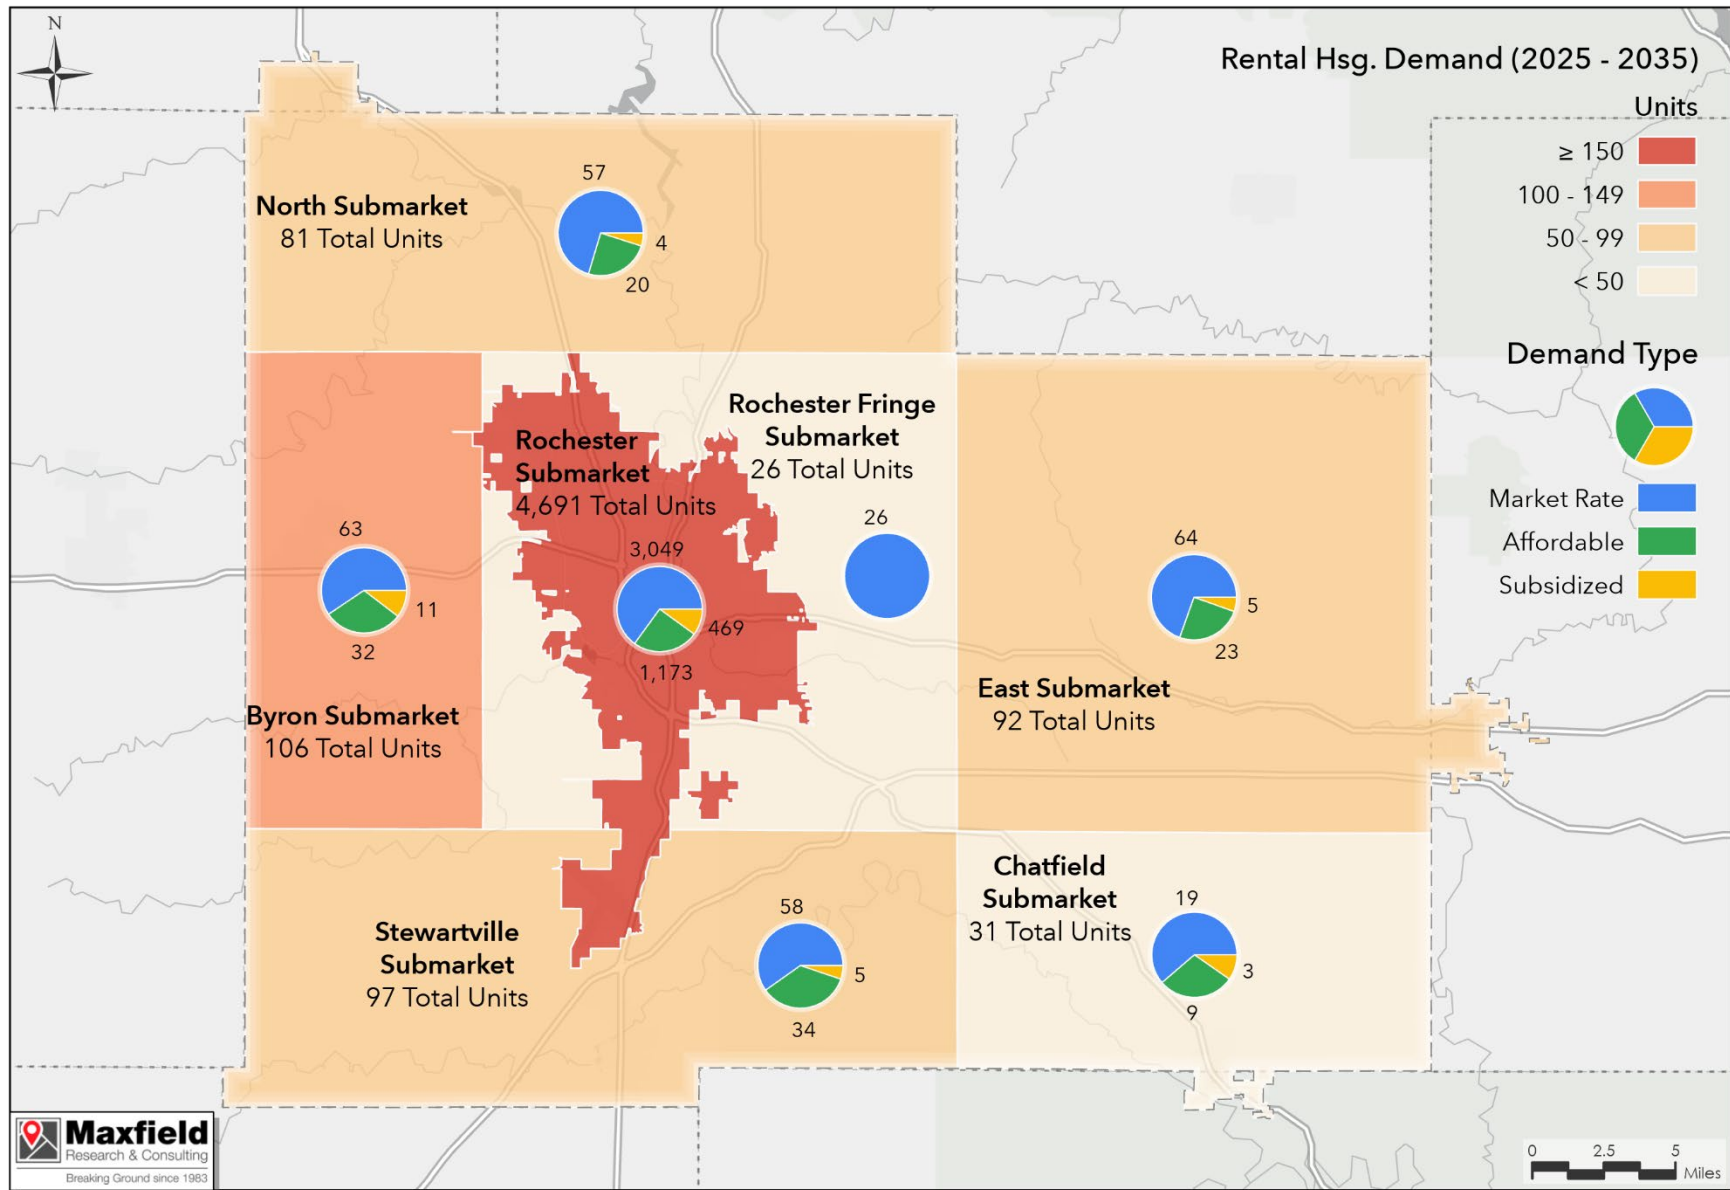 N
Rental Hsg. Demand (2025 - 2035)
Units
≥ 150
100 - 149
50 - 99
< 50
Demand Type
Market Rate
Affordable
Subsidized
North Submarket
81 Total Units
57
4
20
Rochester Fringe
Submarket
26 Total Units
26
Rochester
Submarket
4,691 Total Units
3,049
469
1,173
63
11
32
Byron Submarket
106 Total Units
64
5
23
East Submarket
92 Total Units
Chatfield
Submarket
31 Total Units
19
3
9
Stewartville
Submarket
97 Total Units
58
5
34
Maxfield
Research & Consulting
Breaking Ground since 1983
0 2.5 5
Miles